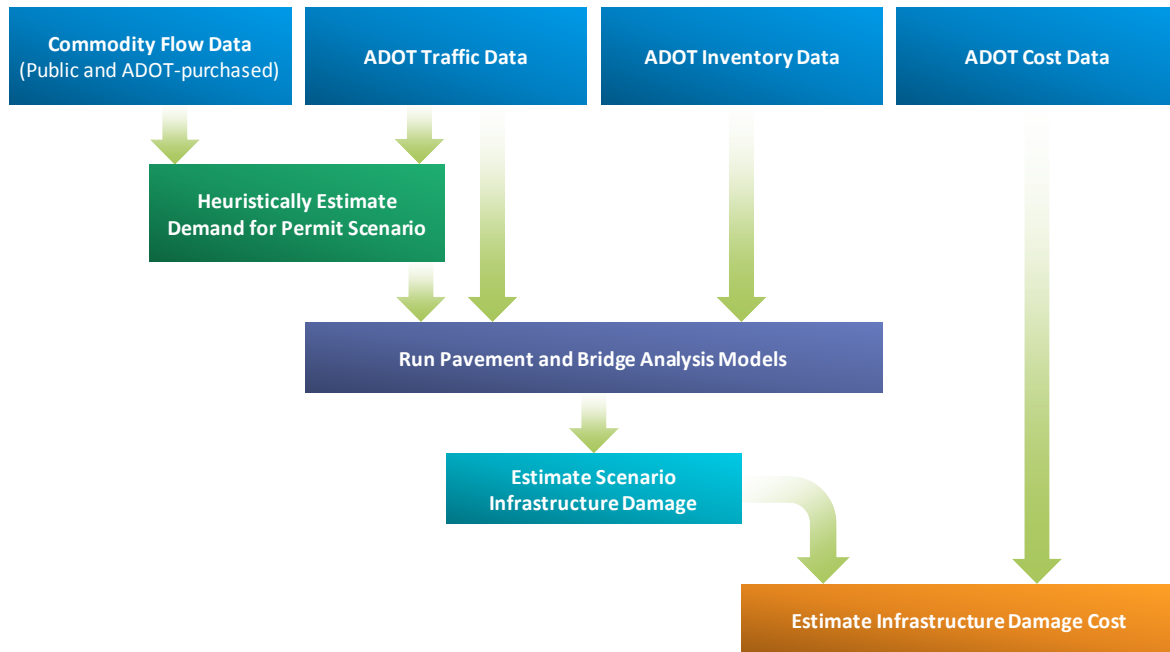 Commodity Flow Data
(Public and ADOT-purchased)
ADOT Traffic Data
ADOT Inventory Data
ADOT Cost Data
Heuristically Estimate
Demand for Permit Scenario
Run Pavement and Bridge Analysis Models
Estimate Scenario
Infrastructure Damage
Estimate Infrastructure Damage Cost